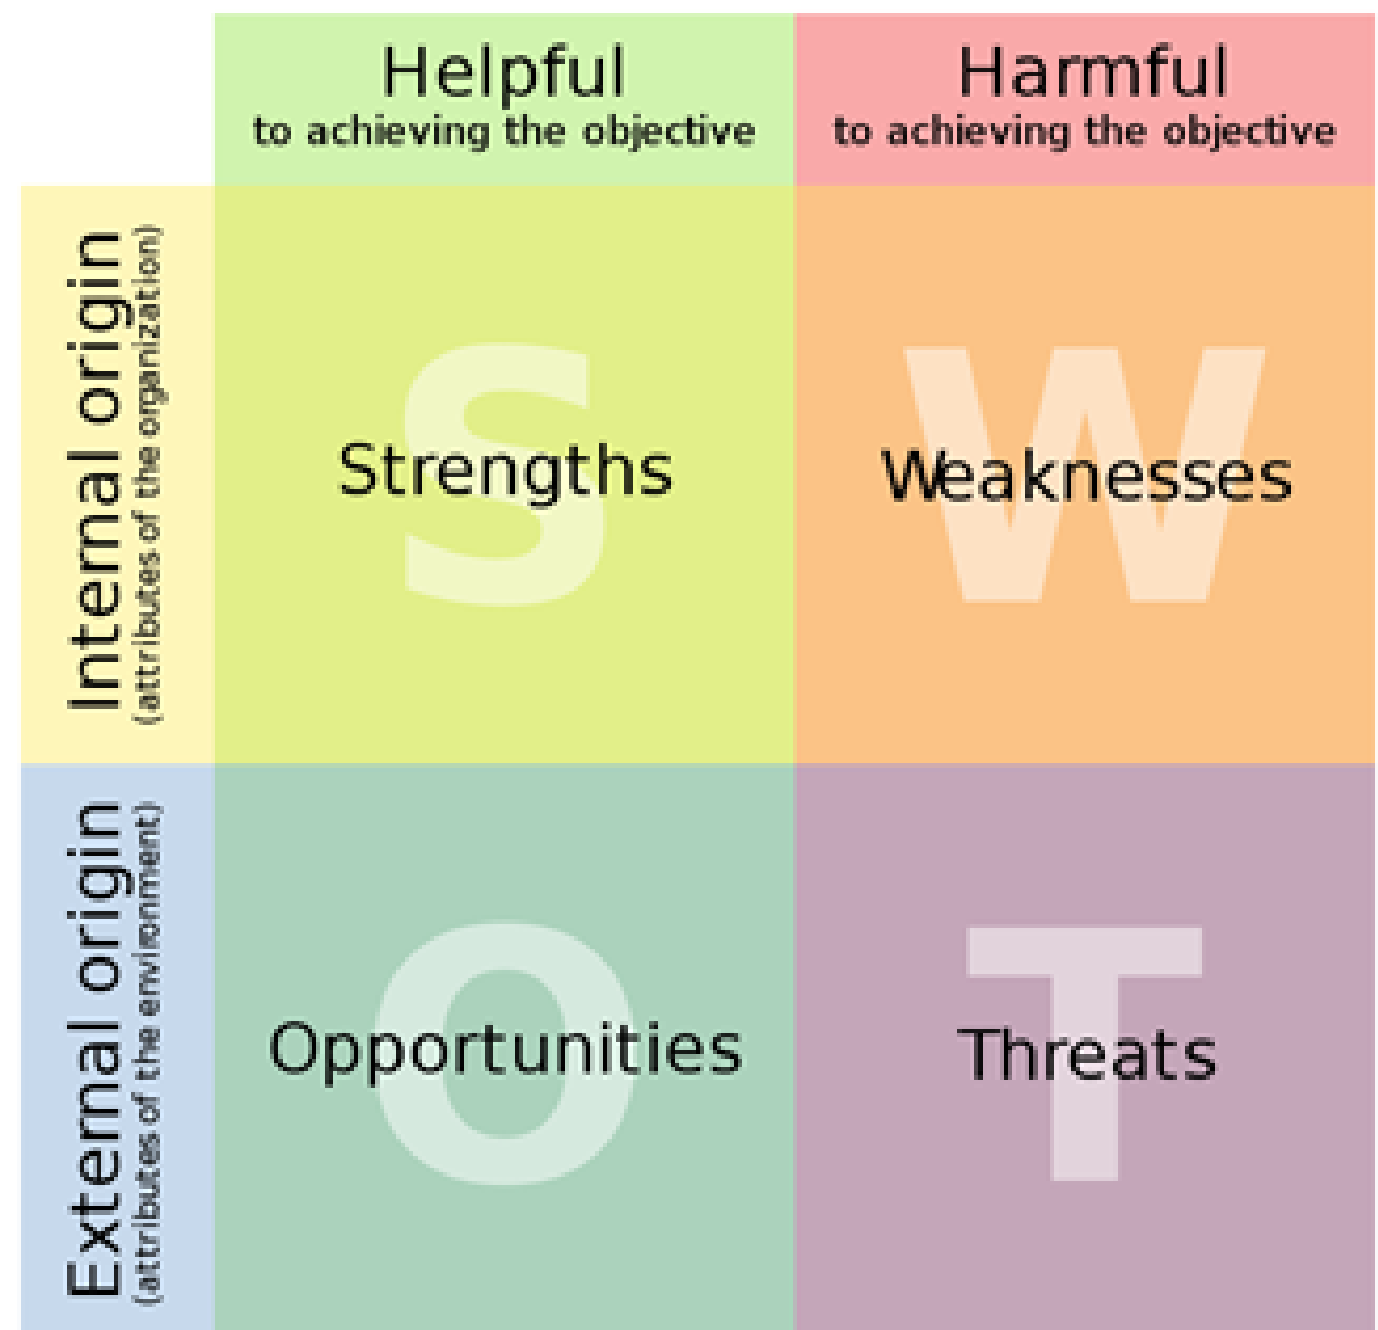 Helpful
to achieving the objective
Harmful
to achieving the objective
Internal origin
(attributes of the organization)
S
Strengths
W
Weaknesses
External origin
(attributes of the environment)
O
Opportunities
T
Threats